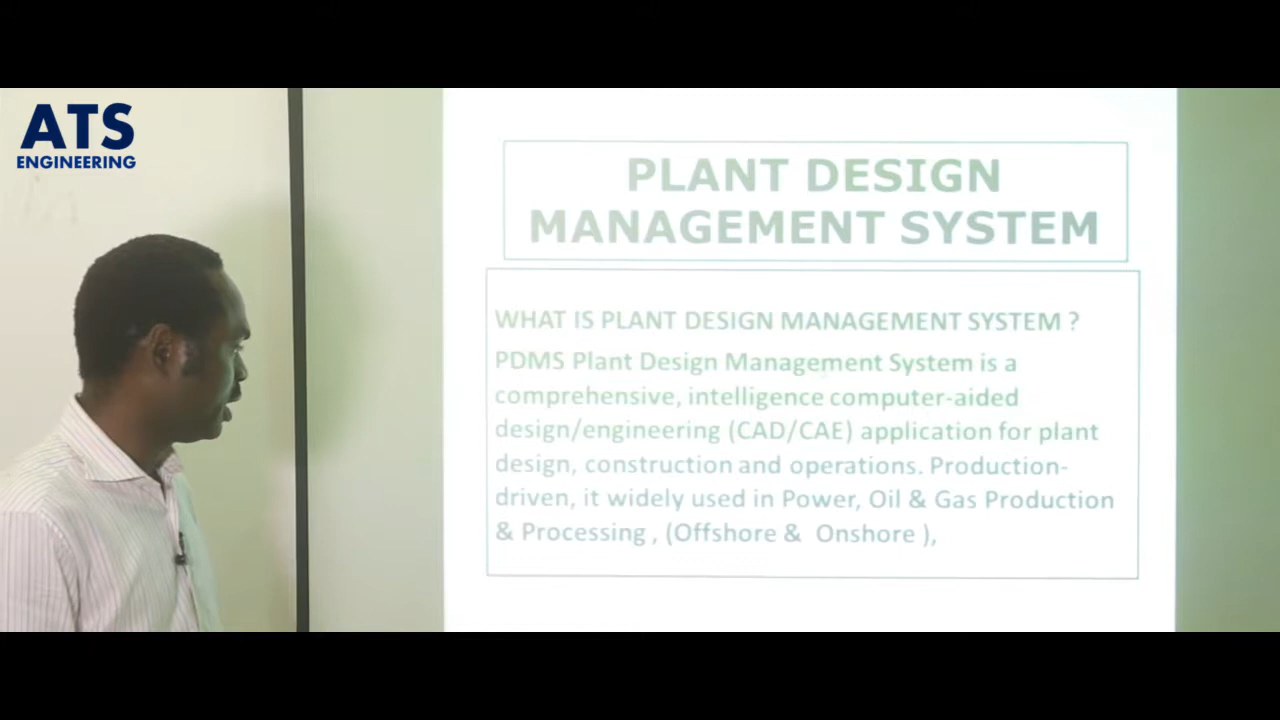 ATS
ENGINEERING
PLANT DESIGN
MANAGEMENT SYSTEM
WHAT IS PLANT DESIGN MANAGEMENT SYSTEM ?
PDMS Plant Design Management System is a
comprehensive, intelligence computer-aided
design/engineering (CAD/CAE) application for plant
design, construction and operations. Production-
driven, it widely used in Power, Oil & Gas Production
& Processing , (Offshore &  Onshore ),